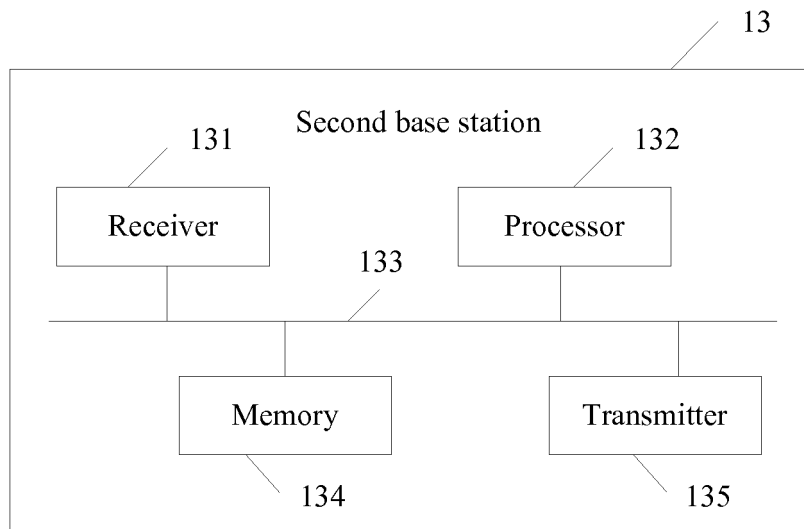 13
Second base station
131
132
Receiver
Processor
133
Memory
Transmitter
134
135